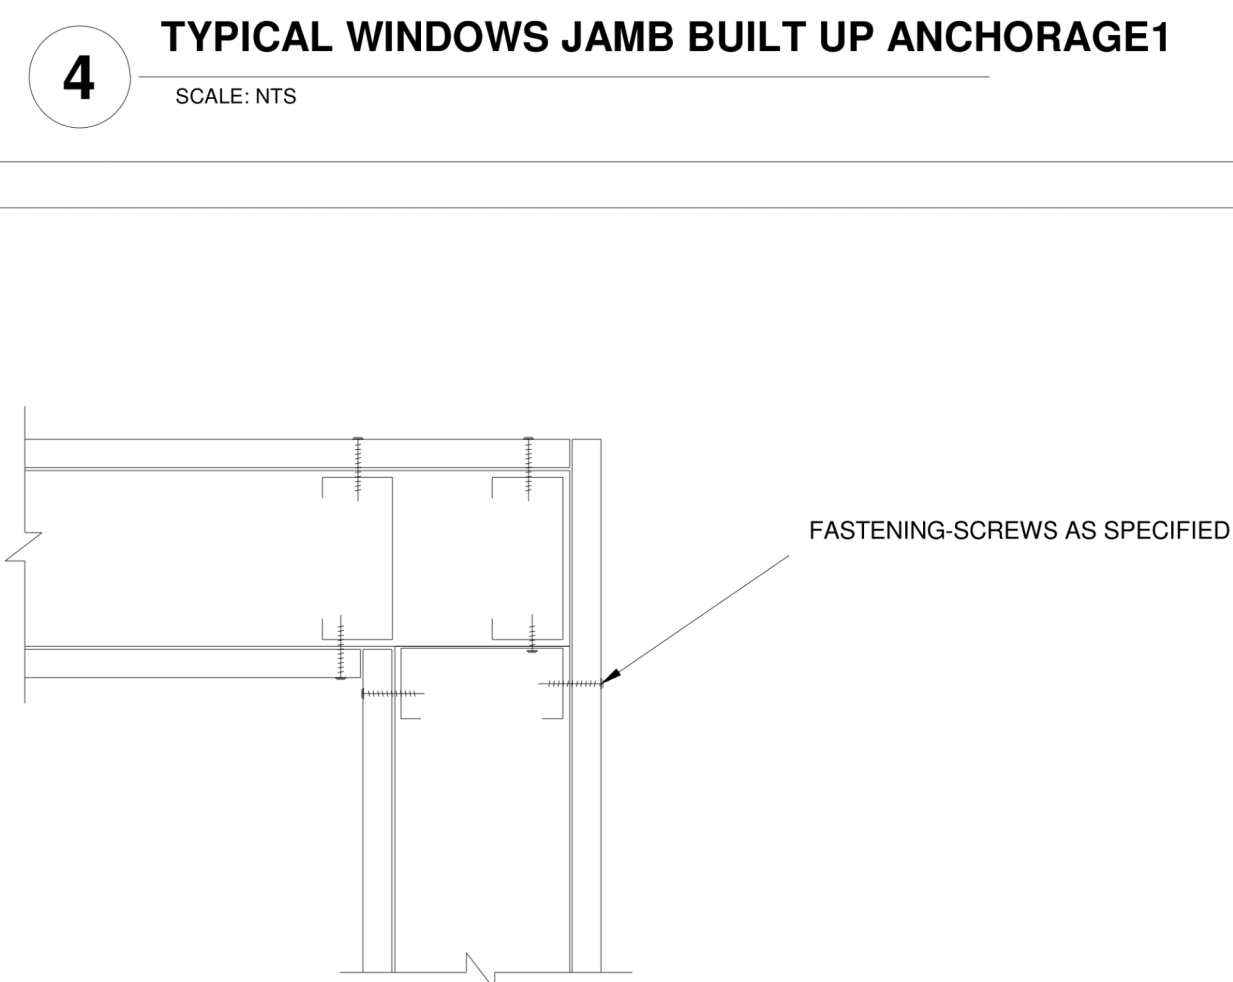 4
TYPICAL WINDOWS JAMB BUILT UP ANCHORAGE1
SCALE: NTS
FASTENING-SCREWS AS SPECIFIED